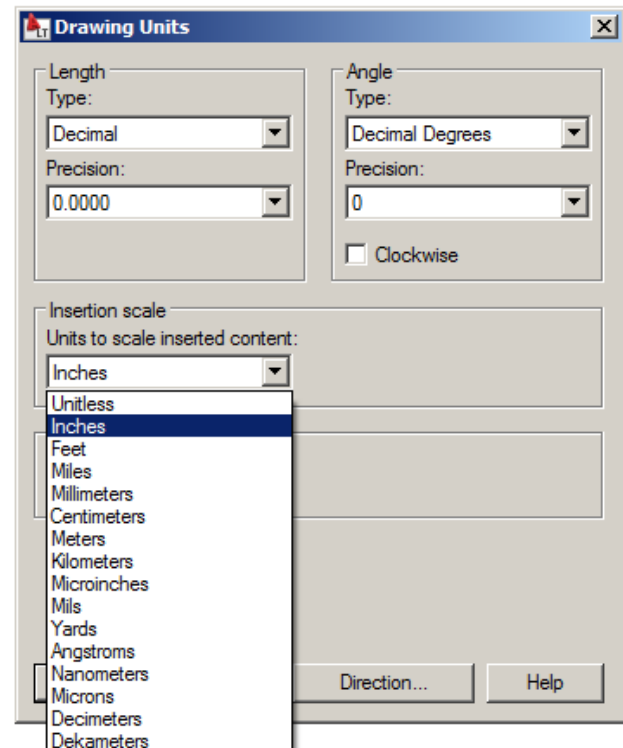 LT Drawing Units
Length
Type:
Decimal
Precision:
0.0000
Angle
Type:
Decimal Degrees
Precision:
0
Clockwise
Insertion scale
Units to scale inserted content:
Inches
Unitless
Inches
Feet
Miles
Millimeters
Centimeters
Meters
Kilometers
Microinches
Mils
Yards
Angstroms
Nanometers
Microns
Decimeters
Dekameters
Direction...
Help